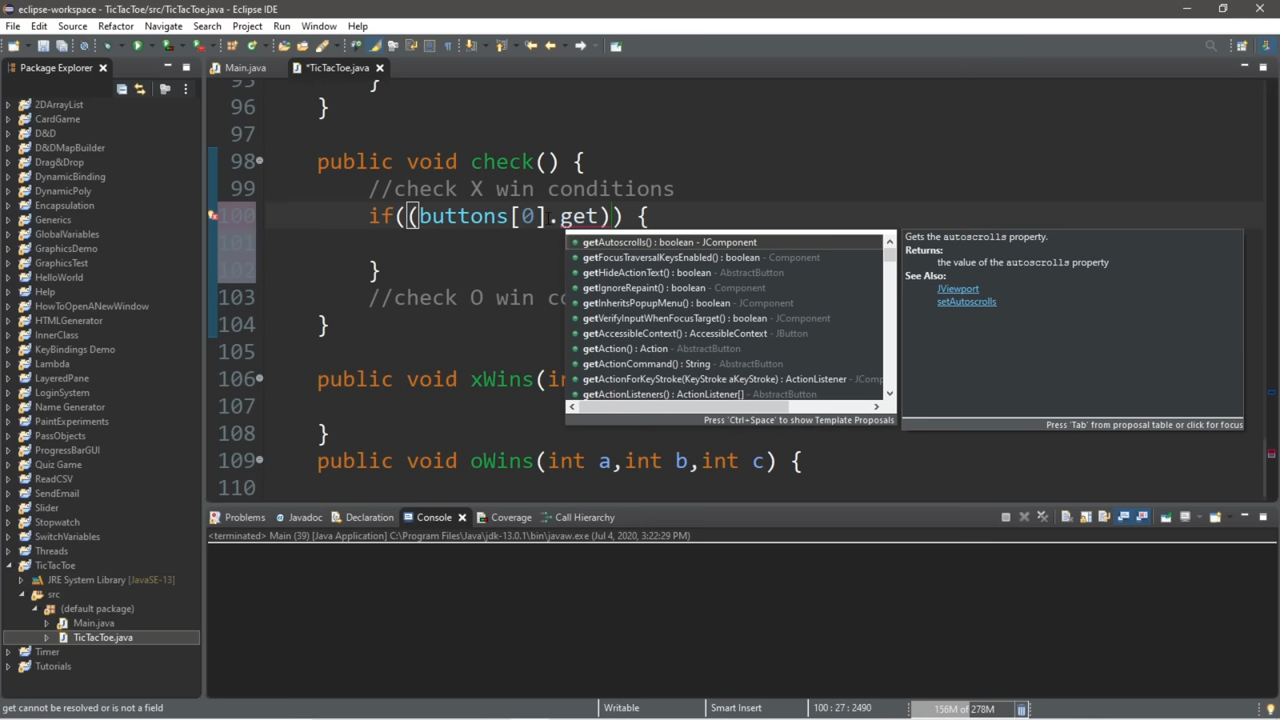 eclipse-workspace - TicTacToe/src/TicTacToe.java - Eclipse IDE
File Edit Source Refactor Navigate Search Project Run Window Help
Package Explorer
Main.java *TicTacToe.java
2DArrayList
CardGame
D&D
D&DMapBuilder
Drag&Drop
DynamicBinding
DynamicPoly
Encapsulation
Generics
GlobalVariables
GraphicsDemo
GraphicsTest
HelloWorld
Help
HowToOpenANewWindow
HTMLGenerator
InnerClass
KeyBindings Demo
Lambda
LayeredPane
LoginSystem
Name Generator
PaintExperiments
PassObjects
ProgressBarGUI
Quiz Game
ReadCSV
SendEmail
Slider
Stopwatch
SwitchVariables
Threads
TicTacToe
JRE System Library [JavaSE-13]
src
(default package)
Main.java
TicTacToe.java
Timer
Tutorials
95 }
96 }
97
98 public void check() {
99 //check X win conditions
100 if((buttons[0].get)) {
101
102 }
103 //check O win co
104 }
105
106 public void xWins(in
107
108 }
109 public void oWins(int a,int b,int c) {
110
getAutoscrolls() : boolean - JComponent
getFocusTraversalKeysEnabled() : boolean - Component
getHideActionText() : boolean - AbstractButton
getIgnoreRepaint() : boolean - Component
getInheritsPopupMenu() : boolean - JComponent
getVerifyInputWhenFocusTarget() : boolean - JComponent
getAccessibleContext() : AccessibleContext - JButton
getAction() : Action - AbstractButton
getActionCommand() : String - AbstractButton
getActionForKeyStroke(KeyStroke aKeyStroke) : ActionListener - JComp
getActionListeners() : ActionListener[] - AbstractButton
Press 'Ctrl+Space' to show Template Proposals
Gets the autoscrolls property.
Returns:
the value of the autoscrolls property
See Also:
JViewport
setAutoscrolls
Press 'Tab' from proposal table or click for focus
Problems Javadoc Declaration Console Coverage Call Hierarchy
<terminated> Main (39) [Java Application] C:\Program Files\Java\jdk-13.0.1\bin\javaw.exe (Jul 4, 2020, 3:22:29 PM)
get cannot be resolved or is not a field Writable Smart Insert 100 : 27 : 2490 156M of 278M